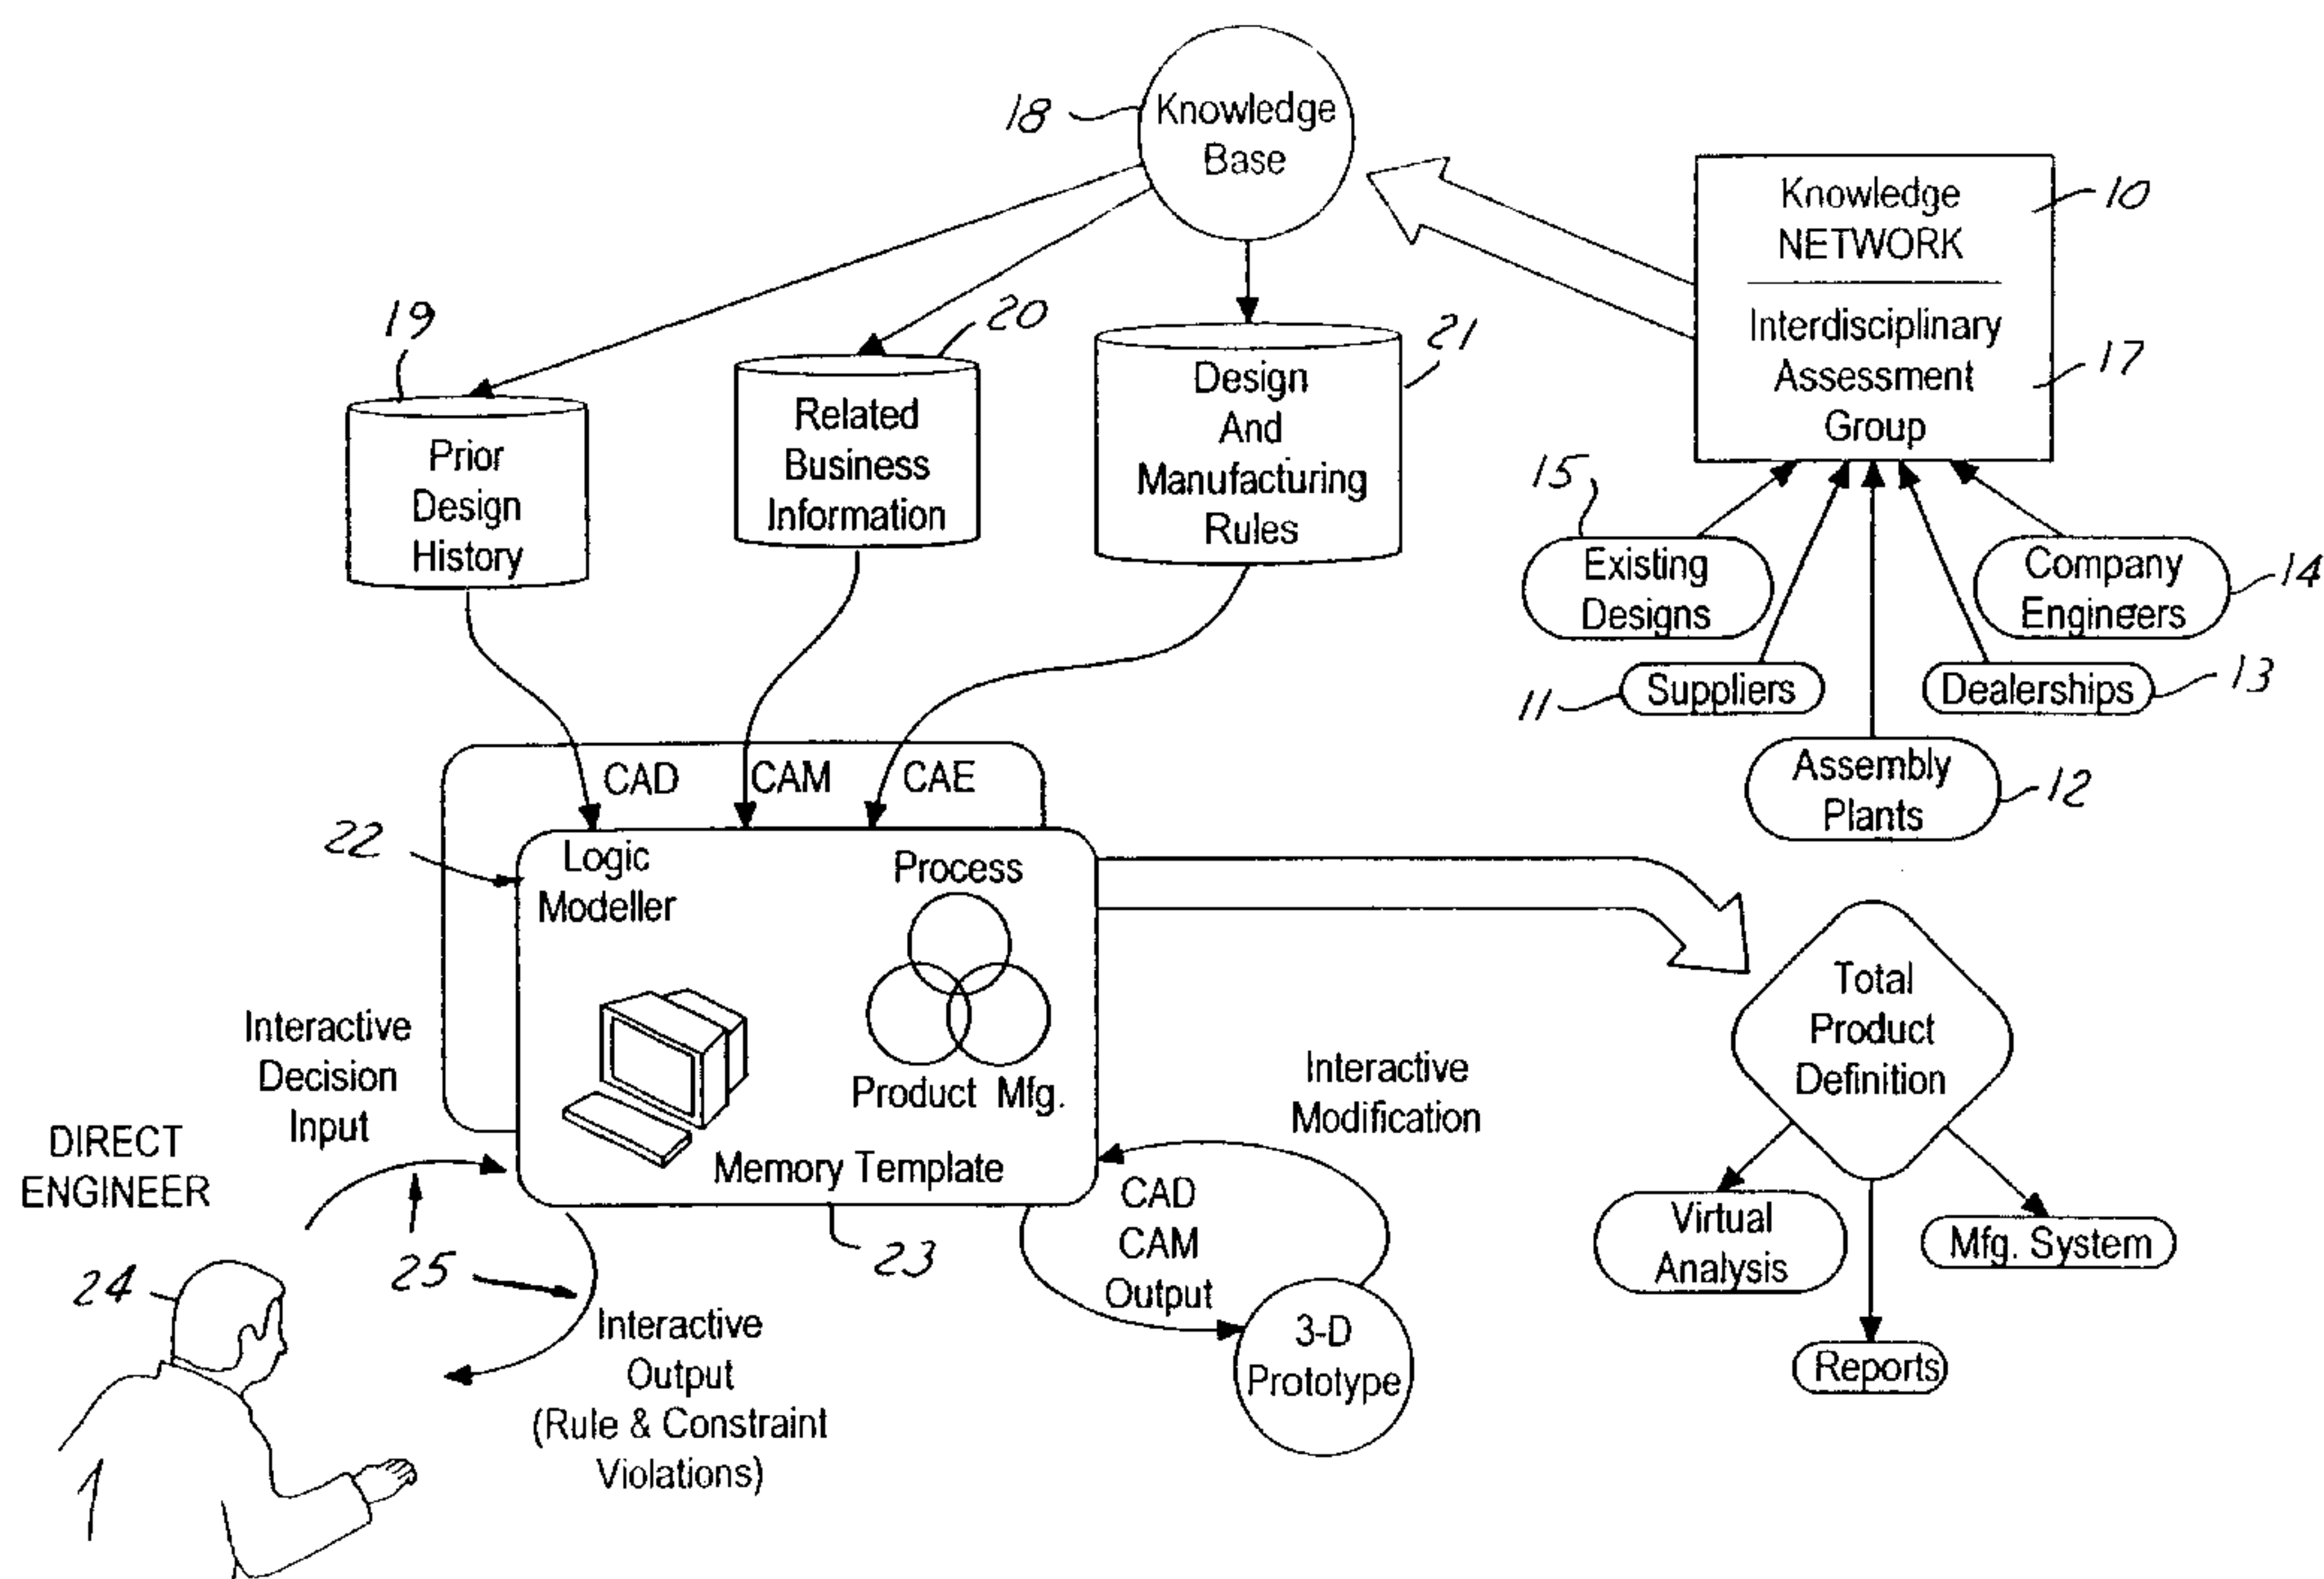 18
Knowledge
Base
Knowledge
NETWORK
10
Interdisciplinary
Assessment
Group
17
19
Prior
Design
History
20
Related
Business
Information
21
Design
And
Manufacturing
Rules
15
Existing
Designs
Company
Engineers
14
11
Suppliers
Dealerships
13
Assembly
Plants
12
CAD
CAM
CAE
22
Logic
Modeller
Process
Product
Mfg.
Memory Template
23
Interactive
Decision
Input
DIRECT
ENGINEER
24
25
Interactive
Output
(Rule & Constraint
Violations)
Interactive
Modification
CAD
CAM
Output
3-D
Prototype
Total
Product
Definition
Virtual
Analysis
Mfg. System
Reports